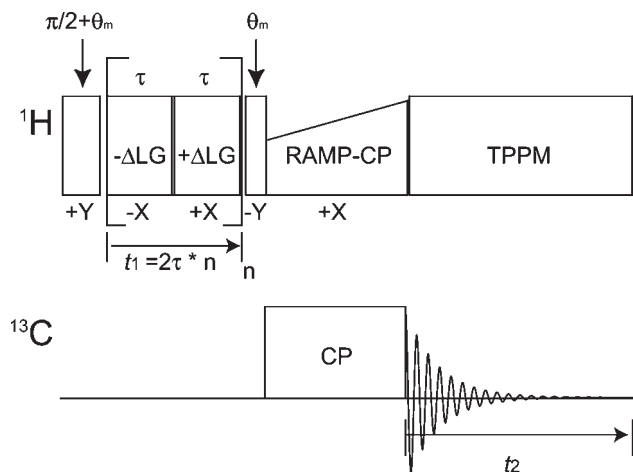 π/2+θm θm
τ τ
1H -ΔLG +ΔLG RAMP-CP TPPM
+Y -X +X -Y +X
t1 =2τ * n n
13C CP
t2